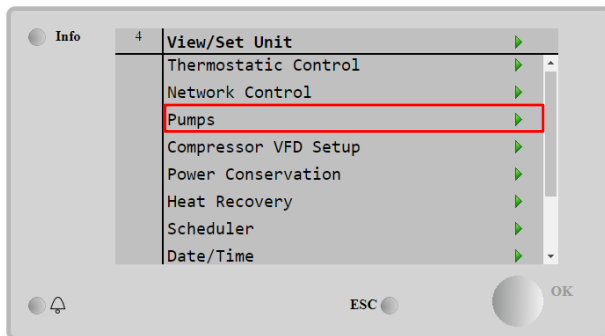 Info
4 View/Set Unit
Thermostatic Control
Network Control
Pumps
Compressor VFD Setup
Power Conservation
Heat Recovery
Scheduler
Date/Time
ESC
OK